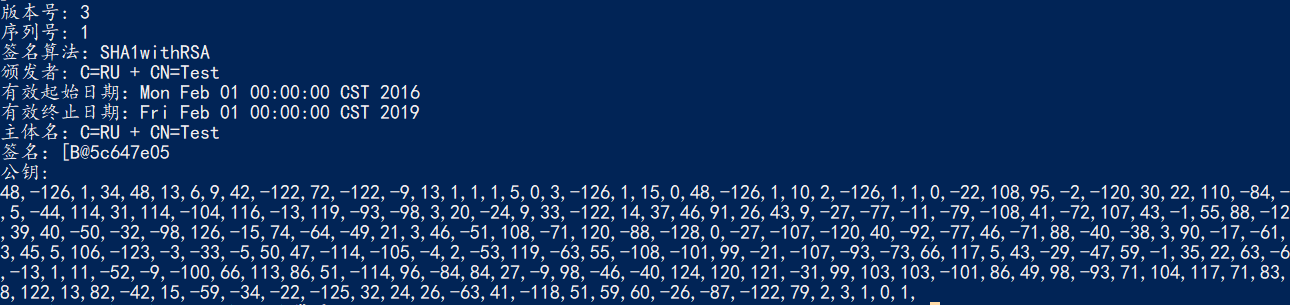 版本号: 3
序列号: 1
签名算法: SHA1withRSA
颁发者: C=RU + CN=Test
有效起始日期: Mon Feb 01 00:00:00 CST 2016
有效终止日期: Fri Feb 01 00:00:00 CST 2019
主体名: C=RU + CN=Test
签名: [B@5c647e05
公钥:
48,-126,1,34,48,13,6,9,42,-122,72,-122,-9,13,1,1,1,5,0,3,-126,1,15,0,48,-126,1,10,2,-126,1,1,0,-22,108,95,-2,-120,30,22,110,-84,-
,5,-44,114,31,114,-104,116,-13,119,-93,-98,3,20,-24,9,33,-122,14,37,46,91,26,43,9,-27,-77,-11,-79,-108,41,-72,107,43,-1,55,88,-12
,39,40,-50,-32,-98,126,-15,74,-64,-49,21,3,46,-51,108,-71,120,-88,-128,0,-27,-107,-120,40,-92,-77,46,-71,88,-40,-38,3,90,-17,-61
3,45,5,106,-123,-3,-33,-5,50,47,-114,-105,-4,2,-53,119,-63,55,-108,-101,99,-21,-107,-93,-73,66,117,5,43,-29,-47,59,-1,35,22,63,-6
,-13,1,11,-52,-9,-100,66,113,86,51,-114,96,-84,84,27,-9,98,-46,-40,124,120,121,-31,99,103,103,-101,86,49,98,-93,71,104,117,71,83,
8,122,13,82,-42,15,-59,-34,-22,-125,32,24,26,-63,41,-118,51,59,60,-26,-87,-122,79,2,3,1,0,1,